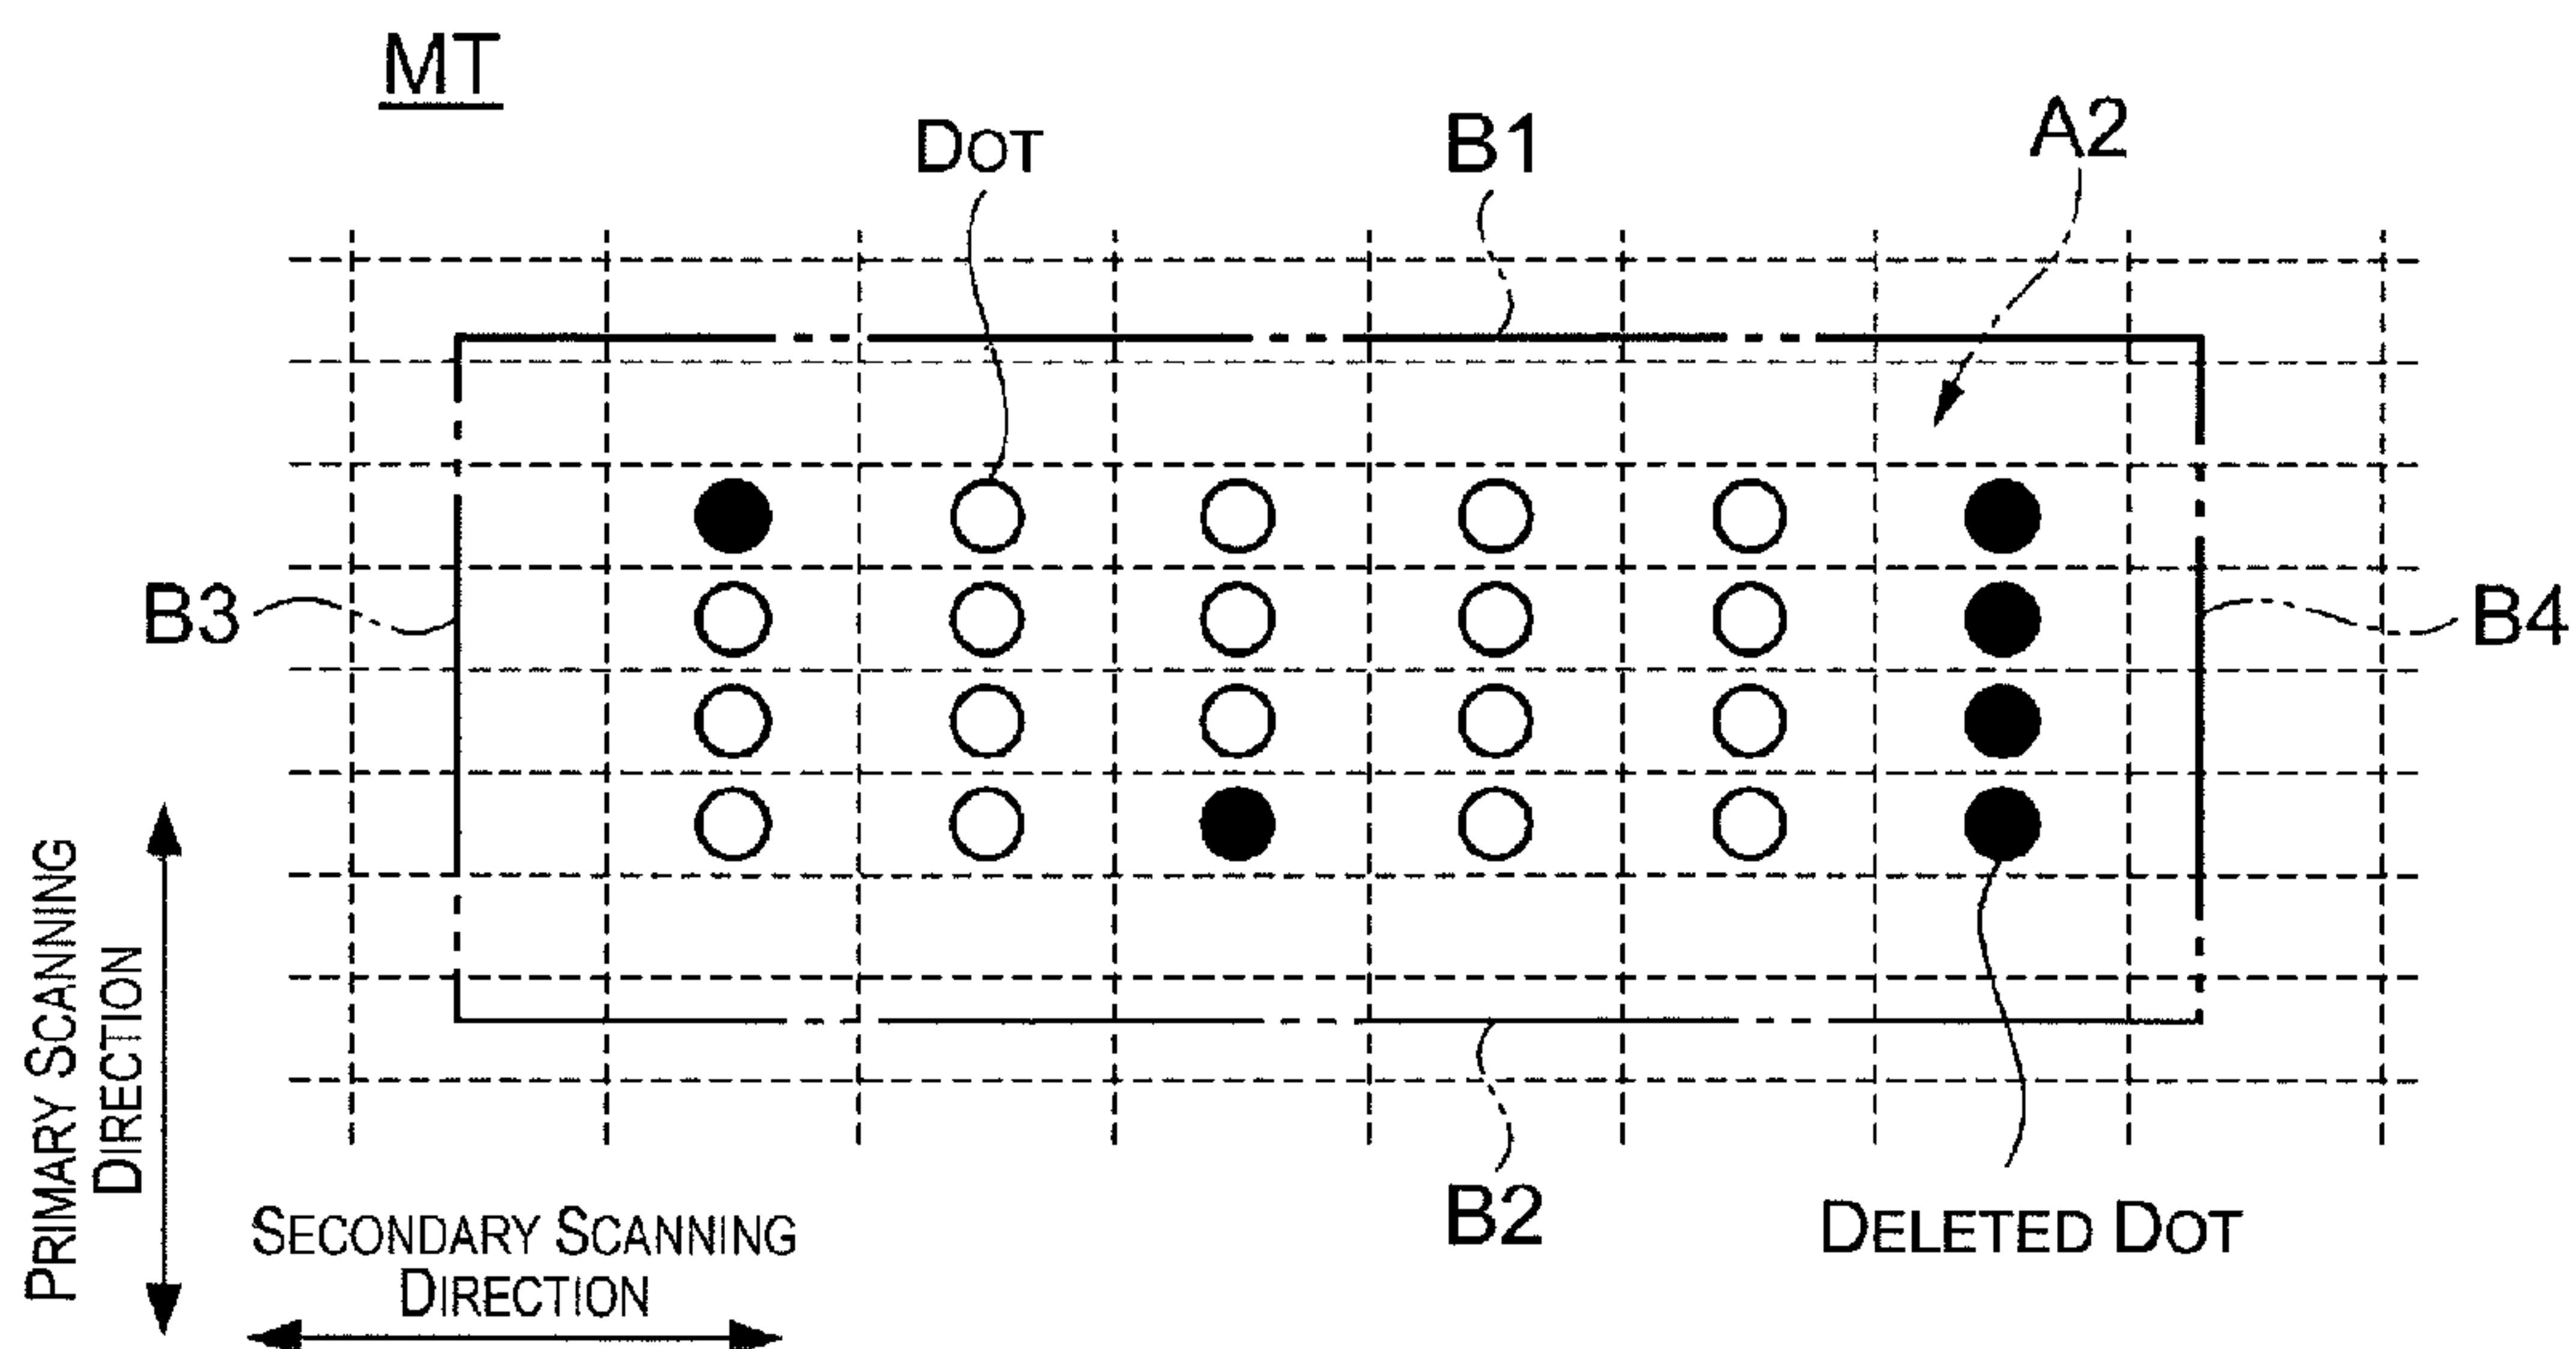 MT
DOT
B1
A2
B3
B4
PRIMARY SCANNING
DIRECTION
SECONDARY SCANNING
DIRECTION
B2
DELETED DOT